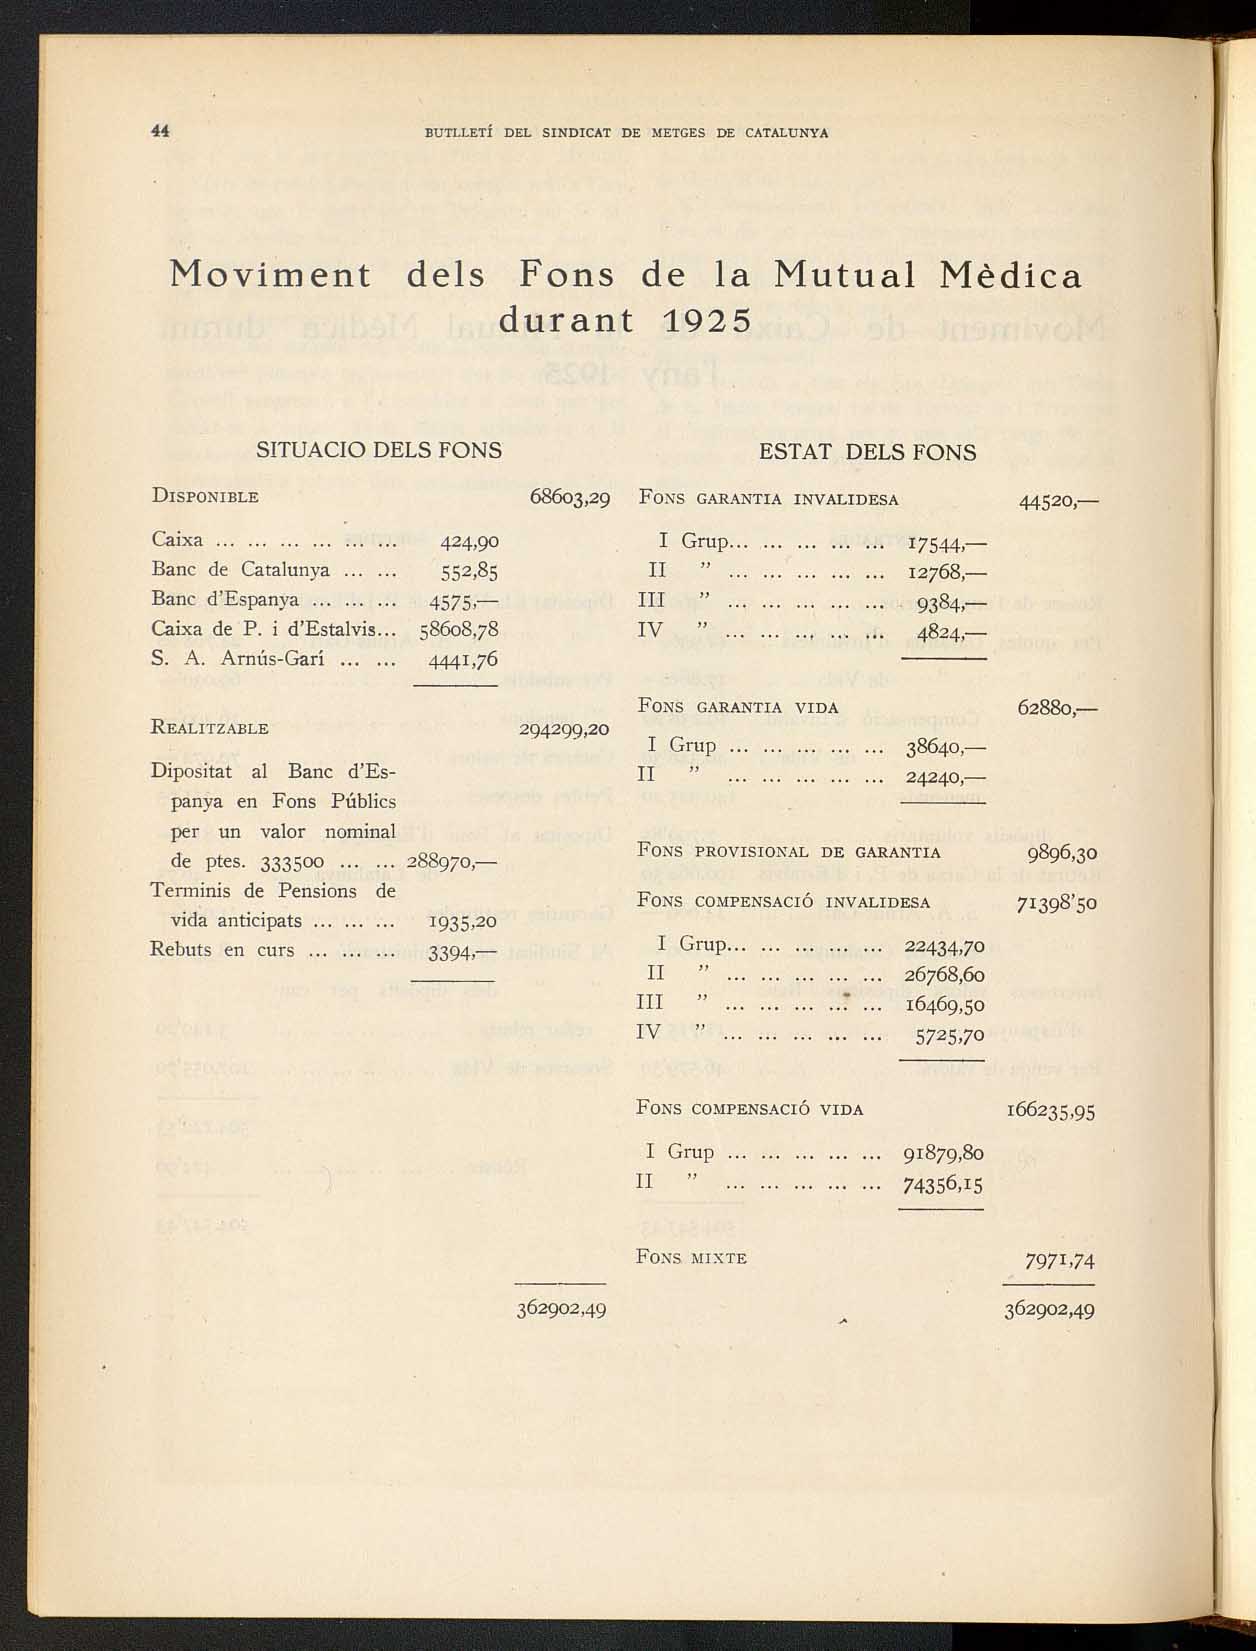 44
BUTLLETÍ DEL SINDICAT DE METGES DE CATALUNYA
Moviment dels Fons de la Mutual Mèdica
durant 1925
SITUACIO DELS FONS
DISPONIBLE 68603,29
Caixa ... ... ... ... ... ... 424,90
Banc de Catalunya ... ... 552,85
Banc d'Espanya ... ... ... 4575,—
Caixa de P. i d'Estalvis... 58608,78
S. A. Arnús-Garí ... ... 4441,76
REALITZABLE 294299,20
Dipositat al Banc d'Es-
panya en Fons Públics
per un valor nominal
de ptes. 333500 ... ... 288970,—
Terminis de Pensions de
vida anticipats ... ... ... 1935,20
Rebuts en curs ... ... ... 3394,—
362902,49
ESTAT DELS FONS
FONS GARANTIA INVALIDESA 44520,—
I Grup... ... ... ... ... 17544,—
II " ... ... ... ... ... 12768,—
III " ... ... ... ... ... 9384,—
IV " ... ... ... ... ... 4824,—
FONS GARANTIA VIDA 62880,—
I Grup ... ... ... ... ... 38640,—
II " ... ... ... ... ... 24240,—
FONS PROVISIONAL DE GARANTIA 9896,30
FONS COMPENSACIÓ INVALIDESA 71398'50
I Grup... ... ... ... ... 22434,70
II " ... ... ... ... ... 26768,60
III " ... ... ... ... ... 16469,50
IV " ... ... ... ... ... 5725,70
FONS COMPENSACIÓ VIDA 166235,95
I Grup ... ... ... ... ... 91879,80
II " ... ... ... ... ... 74356,15
FONS MIXTE 7971,74
362902,49